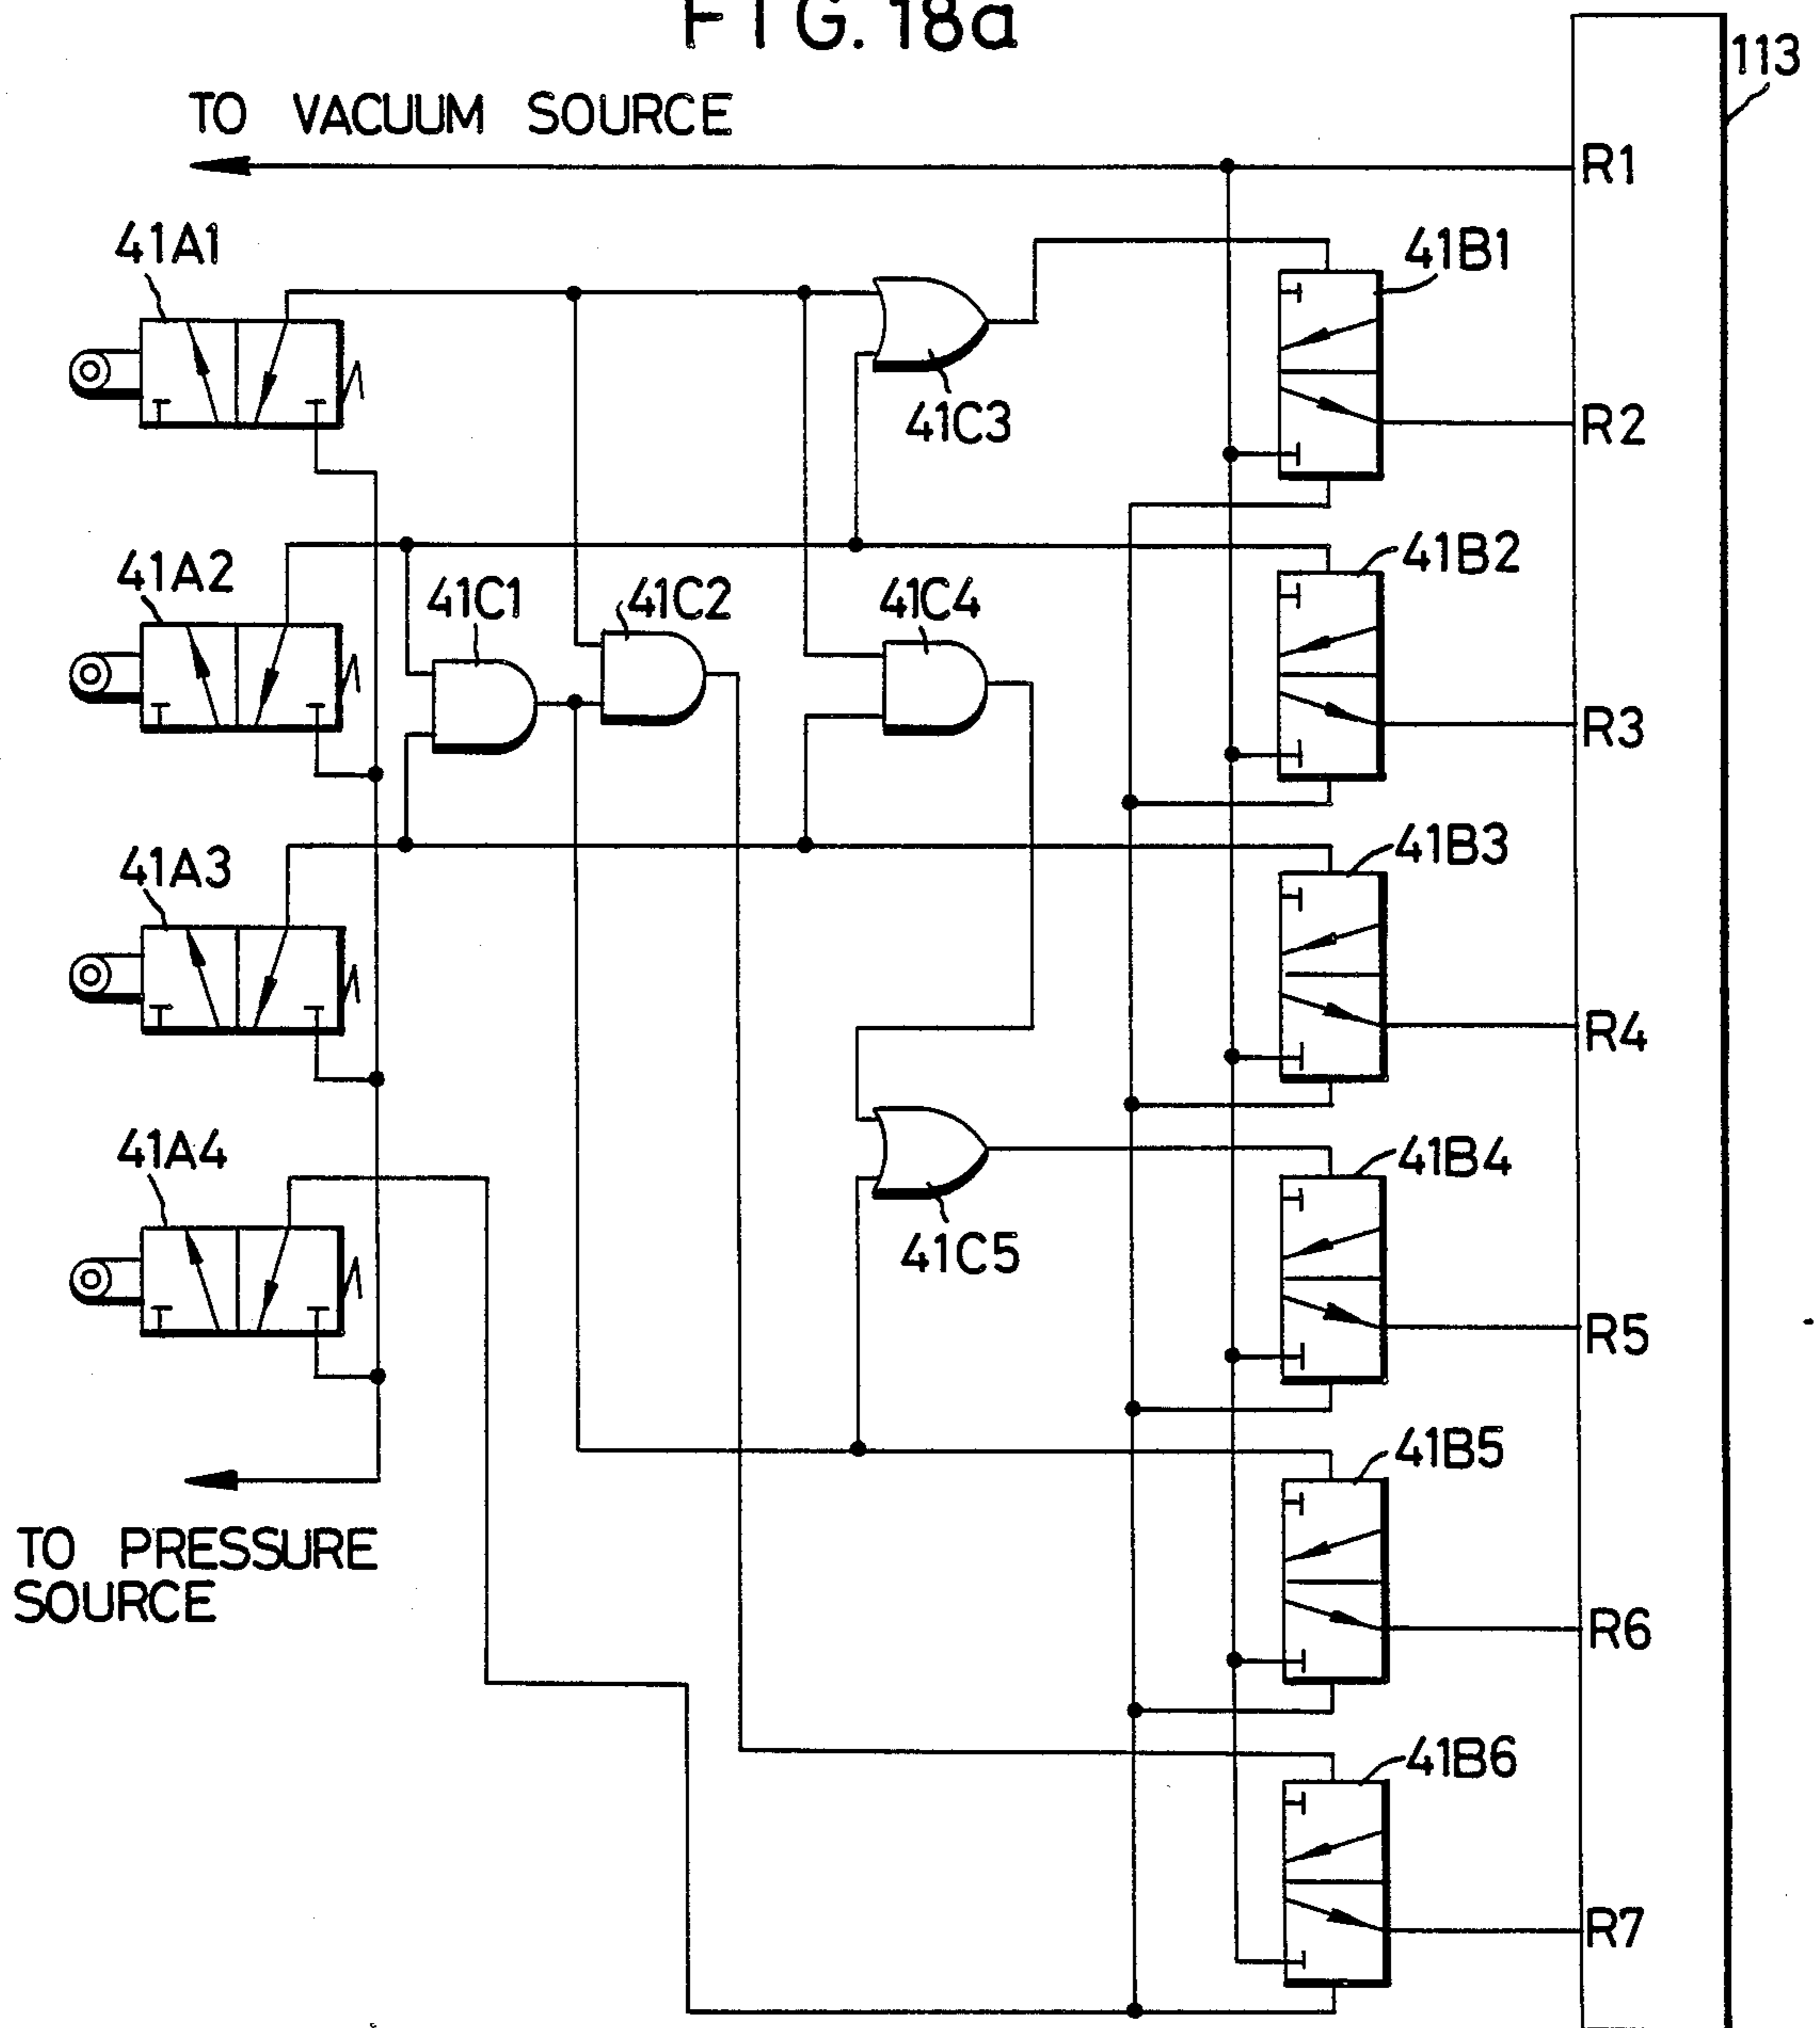 FIG. 18a
113
TO VACUUM SOURCE
R1
41A1
41B1
41C3
R2
41A2
41B2
41C1
41C2
41C4
R3
41A3
41B3
R4
41A4
41B4
41C5
R5
41B5
TO PRESSURE
SOURCE
R6
41B6
R7